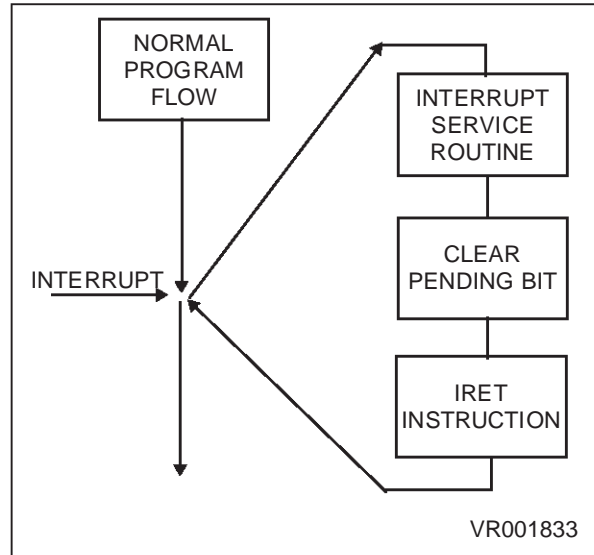 NORMAL
PROGRAM
FLOW
INTERRUPT
SERVICE
ROUTINE
CLEAR
PENDING BIT
INTERRUPT
IRET
INSTRUCTION
VR001833